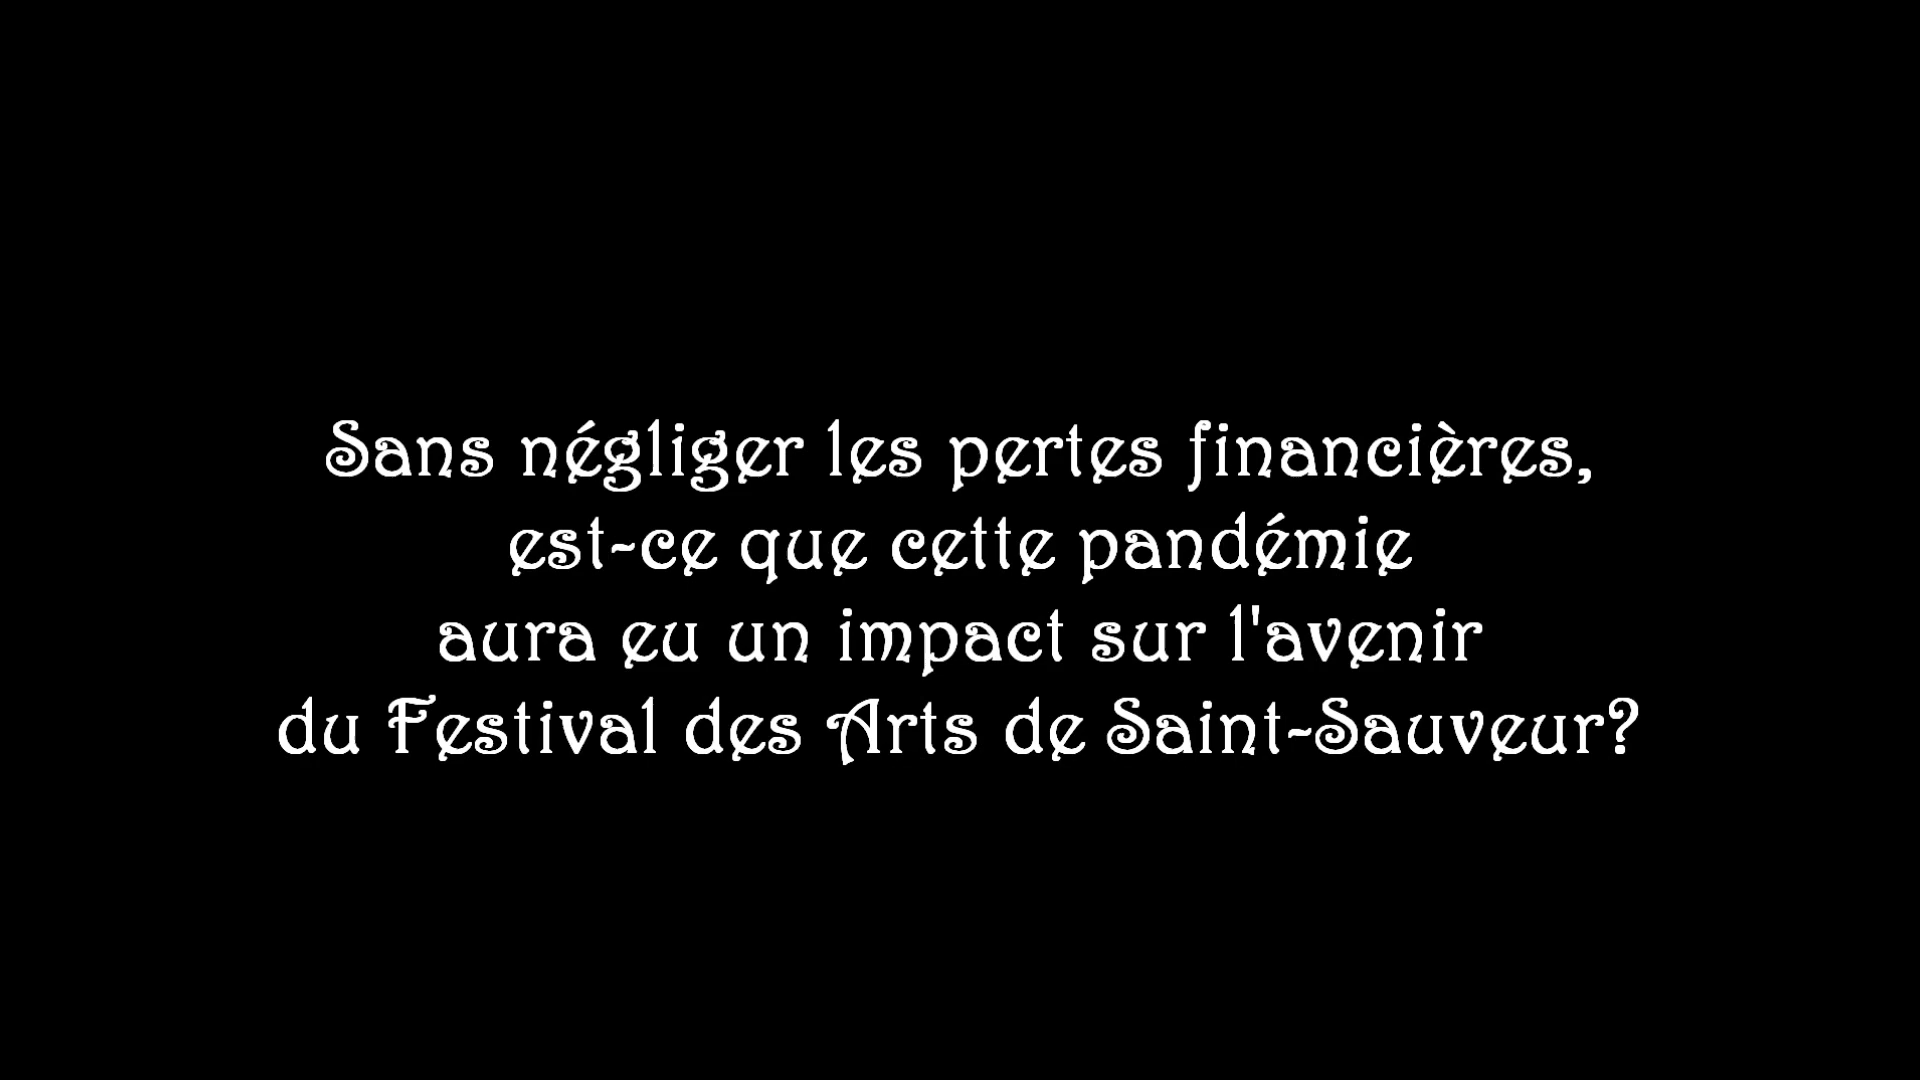 Sans négliger les pertes financières,
est-ce que cette pandémie
aura eu un impact sur l'avenir
du Festival des Arts de Saint-Sauveur?